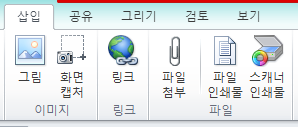 삽입 공유 그리기 검토 보기
그림 화면 링크 파일 파일 스캐너
캡처 첨부 인쇄물 인쇄물
이미지 링크 파일